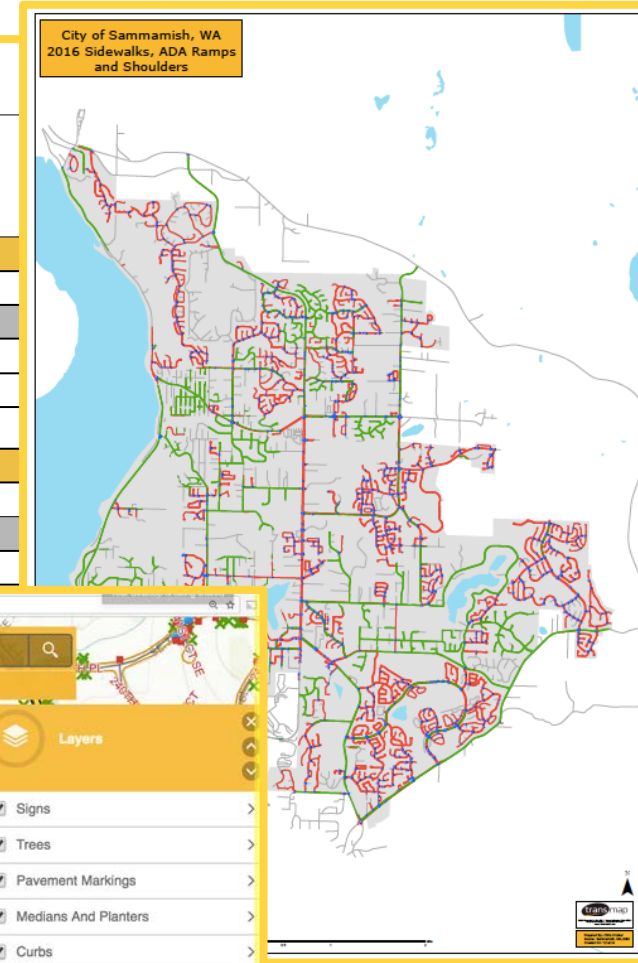 City of Sammamish, WA
2016 Sidewalks, ADA Ramps
and Shoulders
Layers
Signs
Trees
Pavement Markings
Medians And Planters
Curbs
transmap